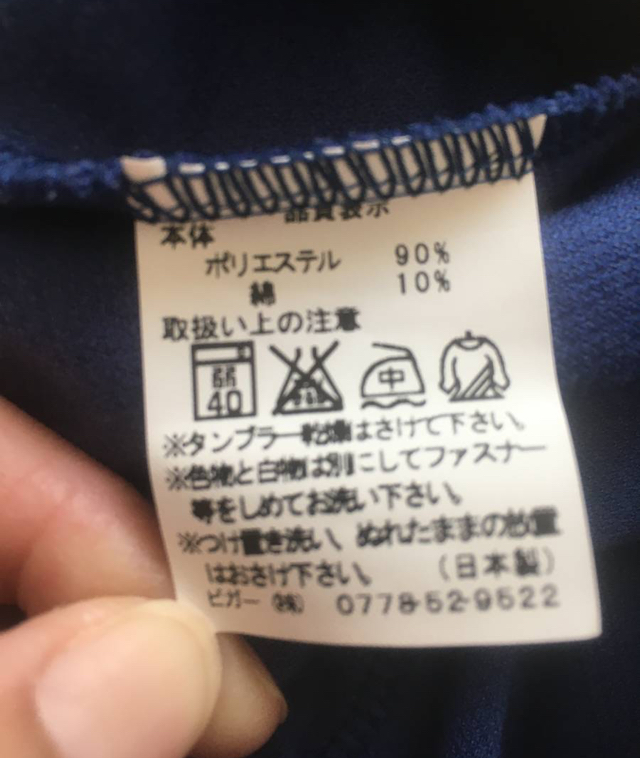 品質表示
本体
ポリエステル 90%
綿 10%
取扱い上の注意
弱 40 中
※タンブラー乾燥はさけて下さい。
※色物と白物は別にしてファスナー
等をしめてお洗い下さい。
※つけ置き洗い、ぬれたままの放置
はおさけ下さい。 (日本製)
ビガー(株) 0778-52-9522